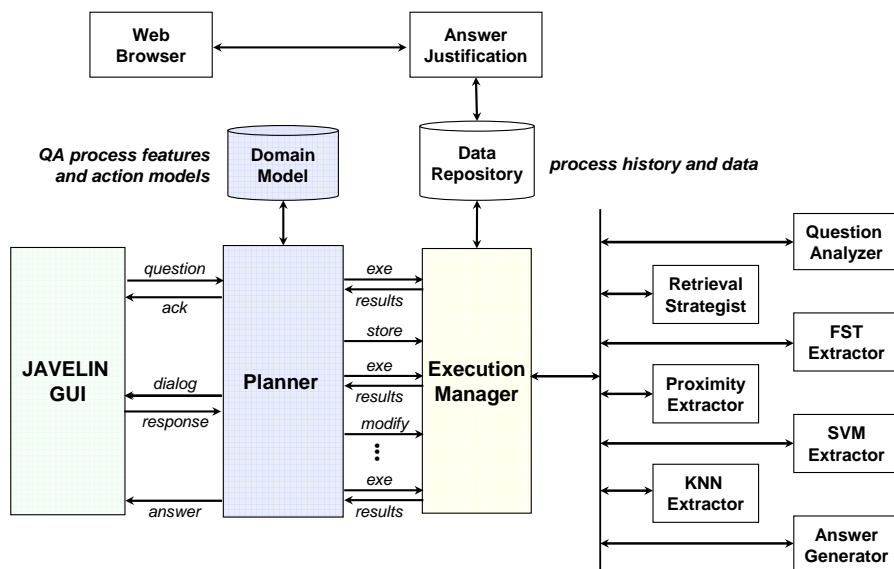 Web
Browser
Answer
Justification
QA process features
and action models
Domain
Model
Data
Repository
process history and data
JAVELIN
GUI
question
ack
dialog
response
answer
Planner
exe
results
store
exe
results
modify
...
exe
results
Execution
Manager
Question
Analyzer
Retrieval
Strategist
FST
Extractor
Proximity
Extractor
SVM
Extractor
KNN
Extractor
Answer
Generator